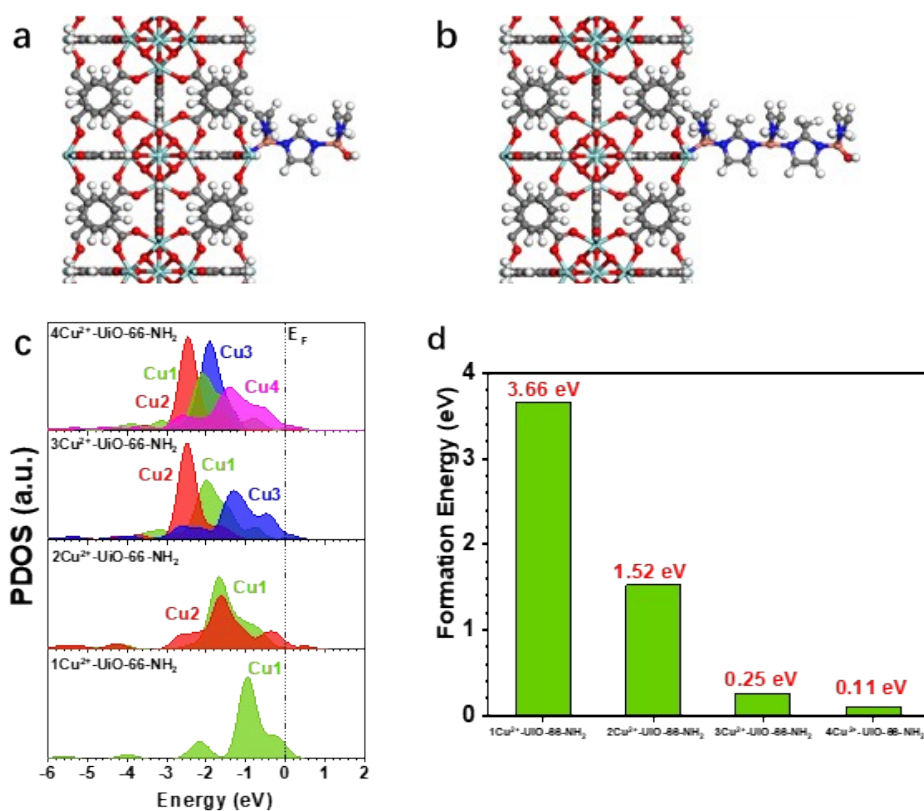 a
b
c
4Cu²⁺-UiO-66-NH₂
E F
Cu3
Cu1
Cu4
Cu2
3Cu²⁺-UiO-66-NH₂
Cu1
Cu2
Cu3
2Cu²⁺-UiO-66-NH₂
Cu1
Cu2
1Cu²⁺-UiO-66-NH₂
Cu1
PDOS (a.u.)
-6 -5 -4 -3 -2 -1 0 1 2
Energy (eV)
d
4
3
2
1
0
Formation Energy (eV)
3.66 eV
1.52 eV
0.25 eV
0.11 eV
1Cu²⁺-UiO-66-NH₂ 2Cu²⁺-UiO-66-NH₂ 3Cu²⁺-UiO-66-NH₂ 4Cu²⁺-UiO-66-NH₂